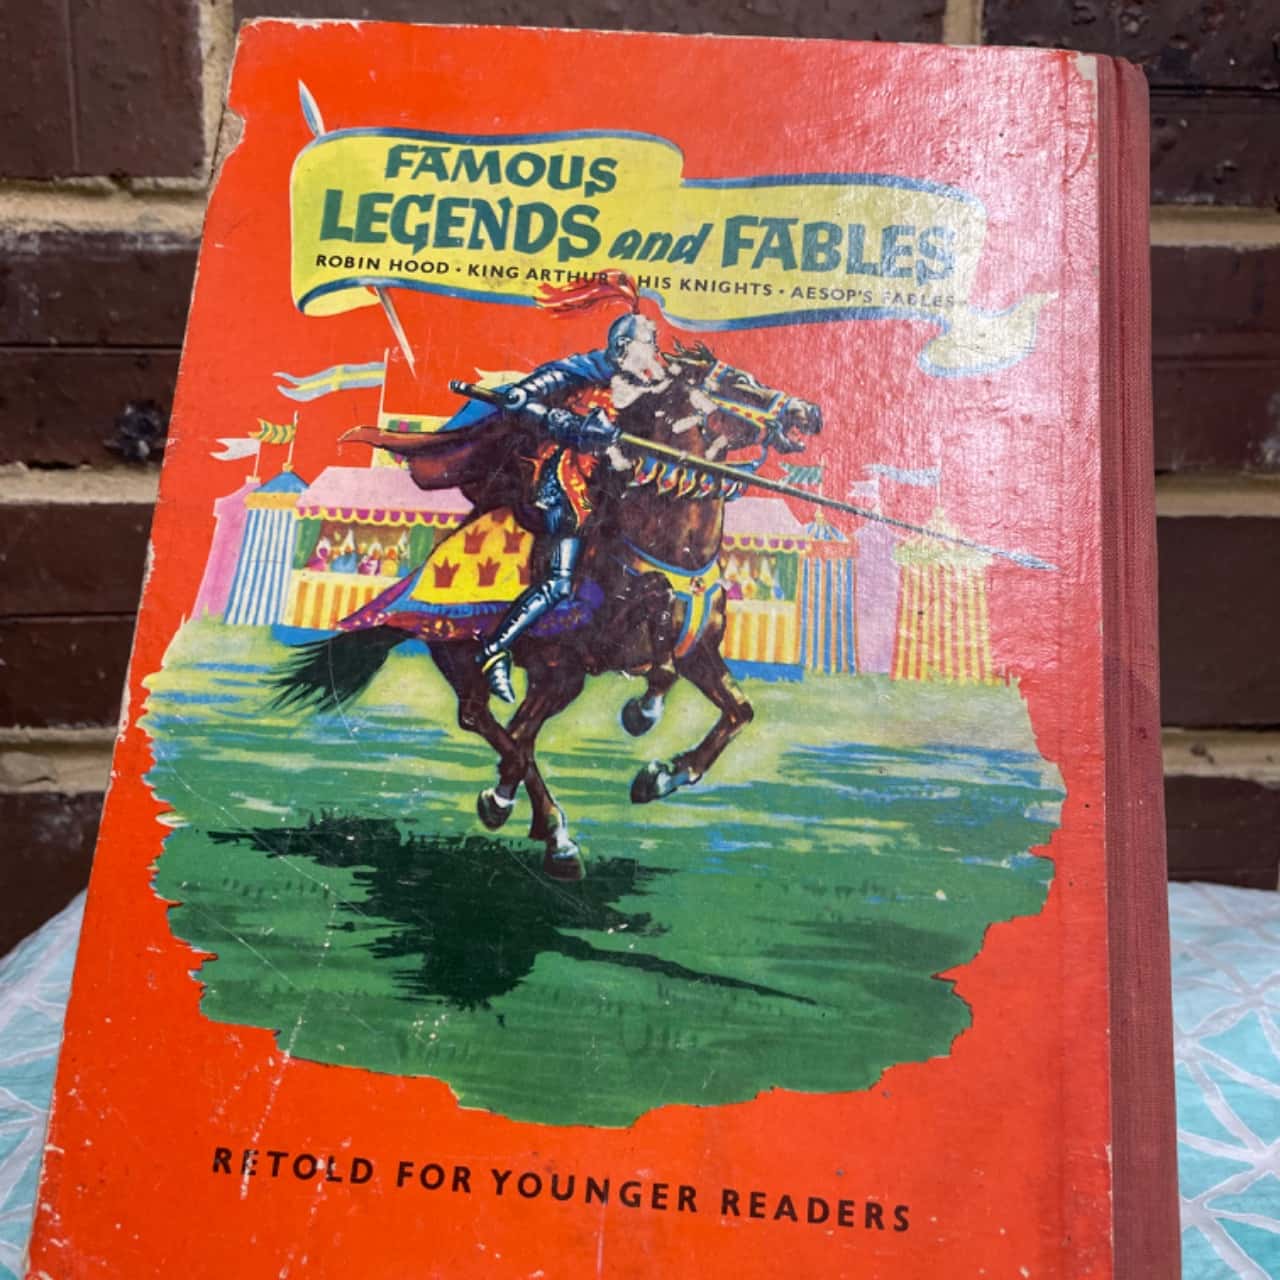 FAMOUS
LEGENDS and FABLES
ROBIN HOOD · KING ARTHUR & HIS KNIGHTS · AESOP'S FABLES
RETOLD FOR YOUNGER READERS